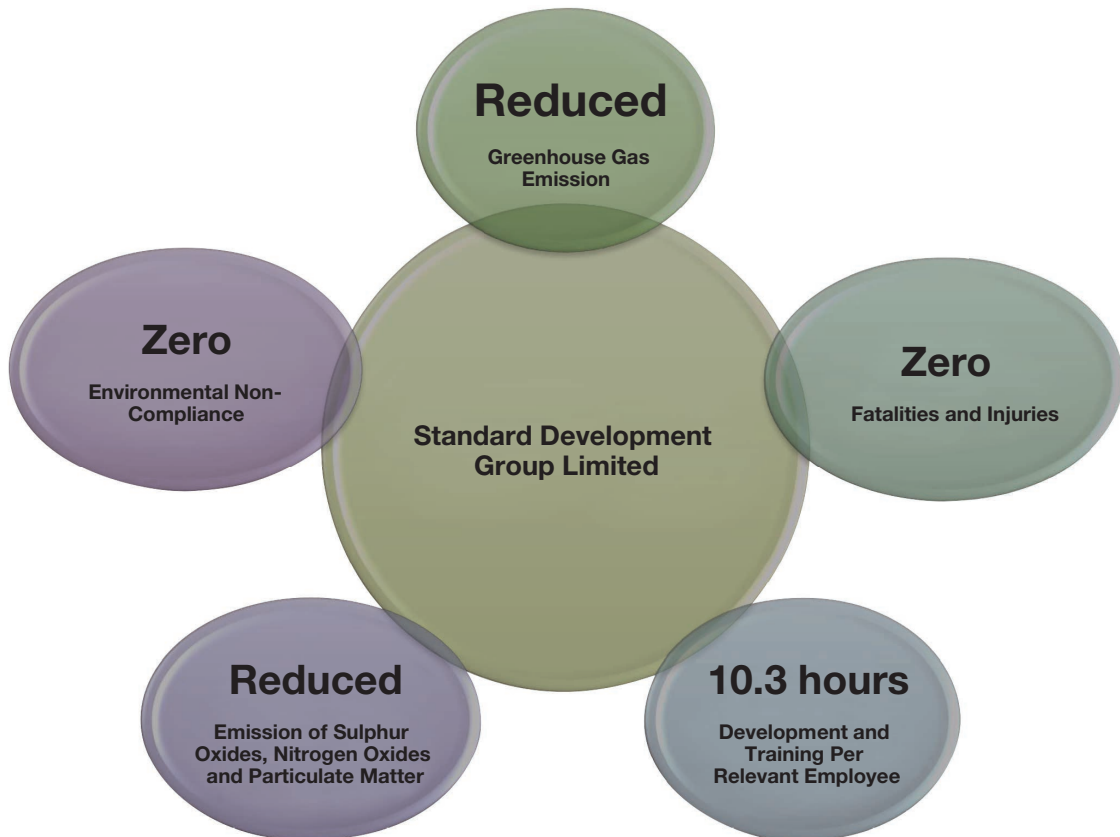 Reduced
Greenhouse Gas
Emission
Zero
Environmental Non-
Compliance
Zero
Fatalities and Injuries
Standard Development
Group Limited
Reduced
Emission of Sulphur
Oxides, Nitrogen Oxides
and Particulate Matter
10.3 hours
Development and
Training Per
Relevant Employee